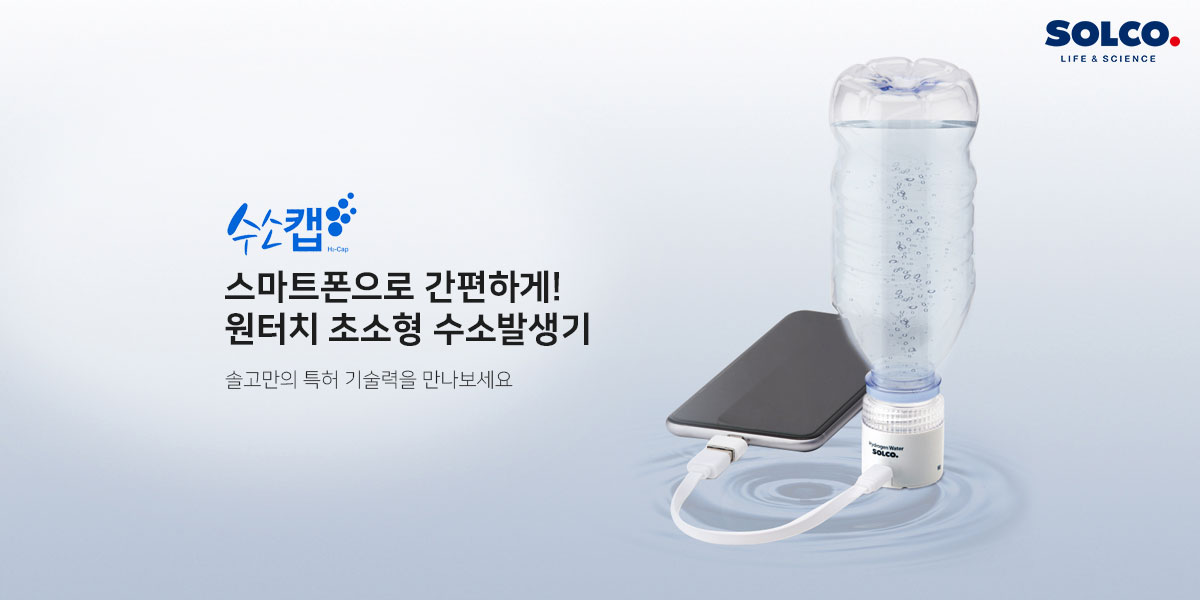 SOLCO.
LIFE & SCIENCE
수소캡
H₂-Cap
스마트폰으로 간편하게!
원터치 초소형 수소발생기
솔고만의 특허 기술력을 만나보세요
Hydrogen Water
SOLCO.